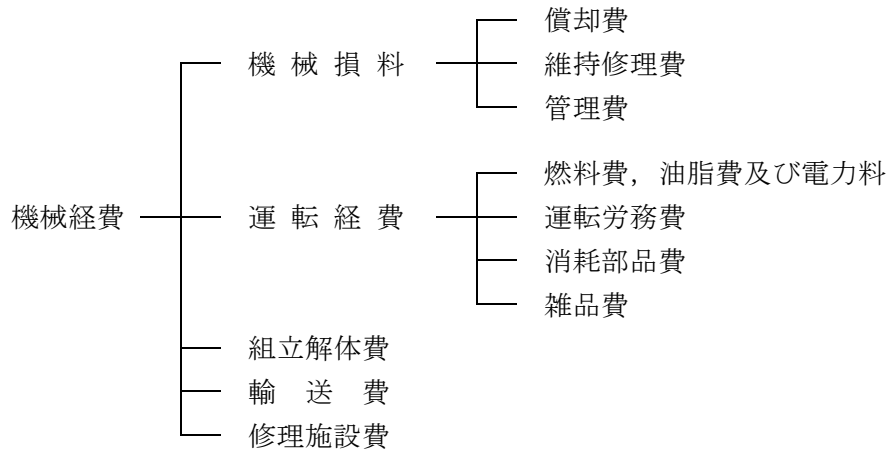 償却費
機械損料
維持修理費
管理費
燃料費，油脂費及び電力料
機械経費
運転経費
運転労務費
消耗部品費
雑品費
組立解体費
輸送費
修理施設費